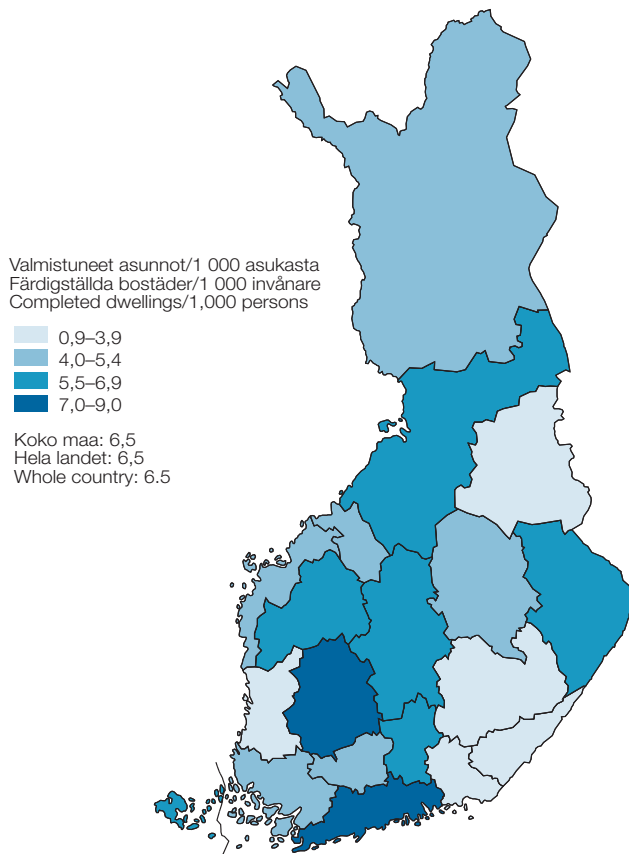 Valmistuneet asunnot/1 000 asukasta
Färdigställda bostäder/1 000 invånare
Completed dwellings/1,000 persons
0,9–3,9
4,0–5,4
5,5–6,9
7,0–9,0
Koko maa: 6,5
Hela landet: 6,5
Whole country: 6.5